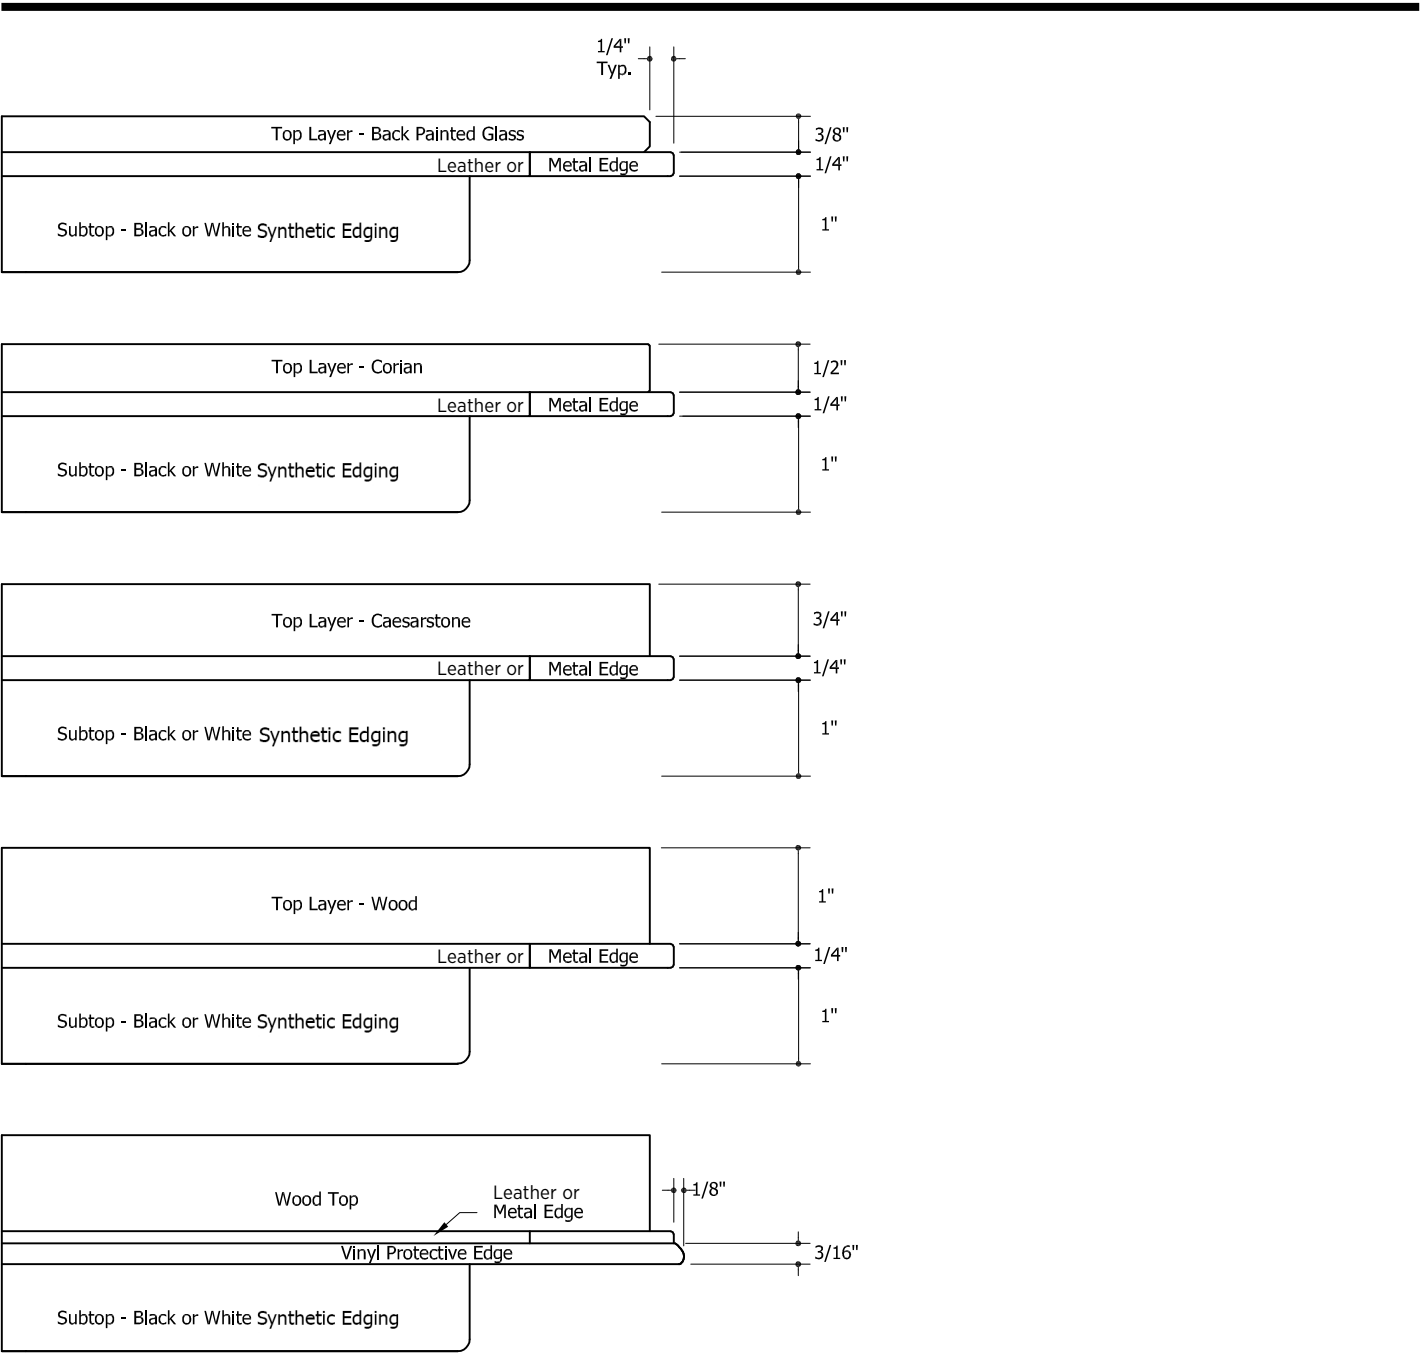 1/4"
Typ.
Top Layer - Back Painted Glass
3/8"
Leather or Metal Edge
1/4"
Subtop - Black or White Synthetic Edging
1"
Top Layer - Corian
1/2"
Leather or Metal Edge
1/4"
Subtop - Black or White Synthetic Edging
1"
Top Layer - Caesarstone
3/4"
Leather or Metal Edge
1/4"
Subtop - Black or White Synthetic Edging
1"
Top Layer - Wood
1"
Leather or Metal Edge
1/4"
Subtop - Black or White Synthetic Edging
1"
Wood Top
Leather or
Metal Edge
1/8"
Vinyl Protective Edge
3/16"
Subtop - Black or White Synthetic Edging